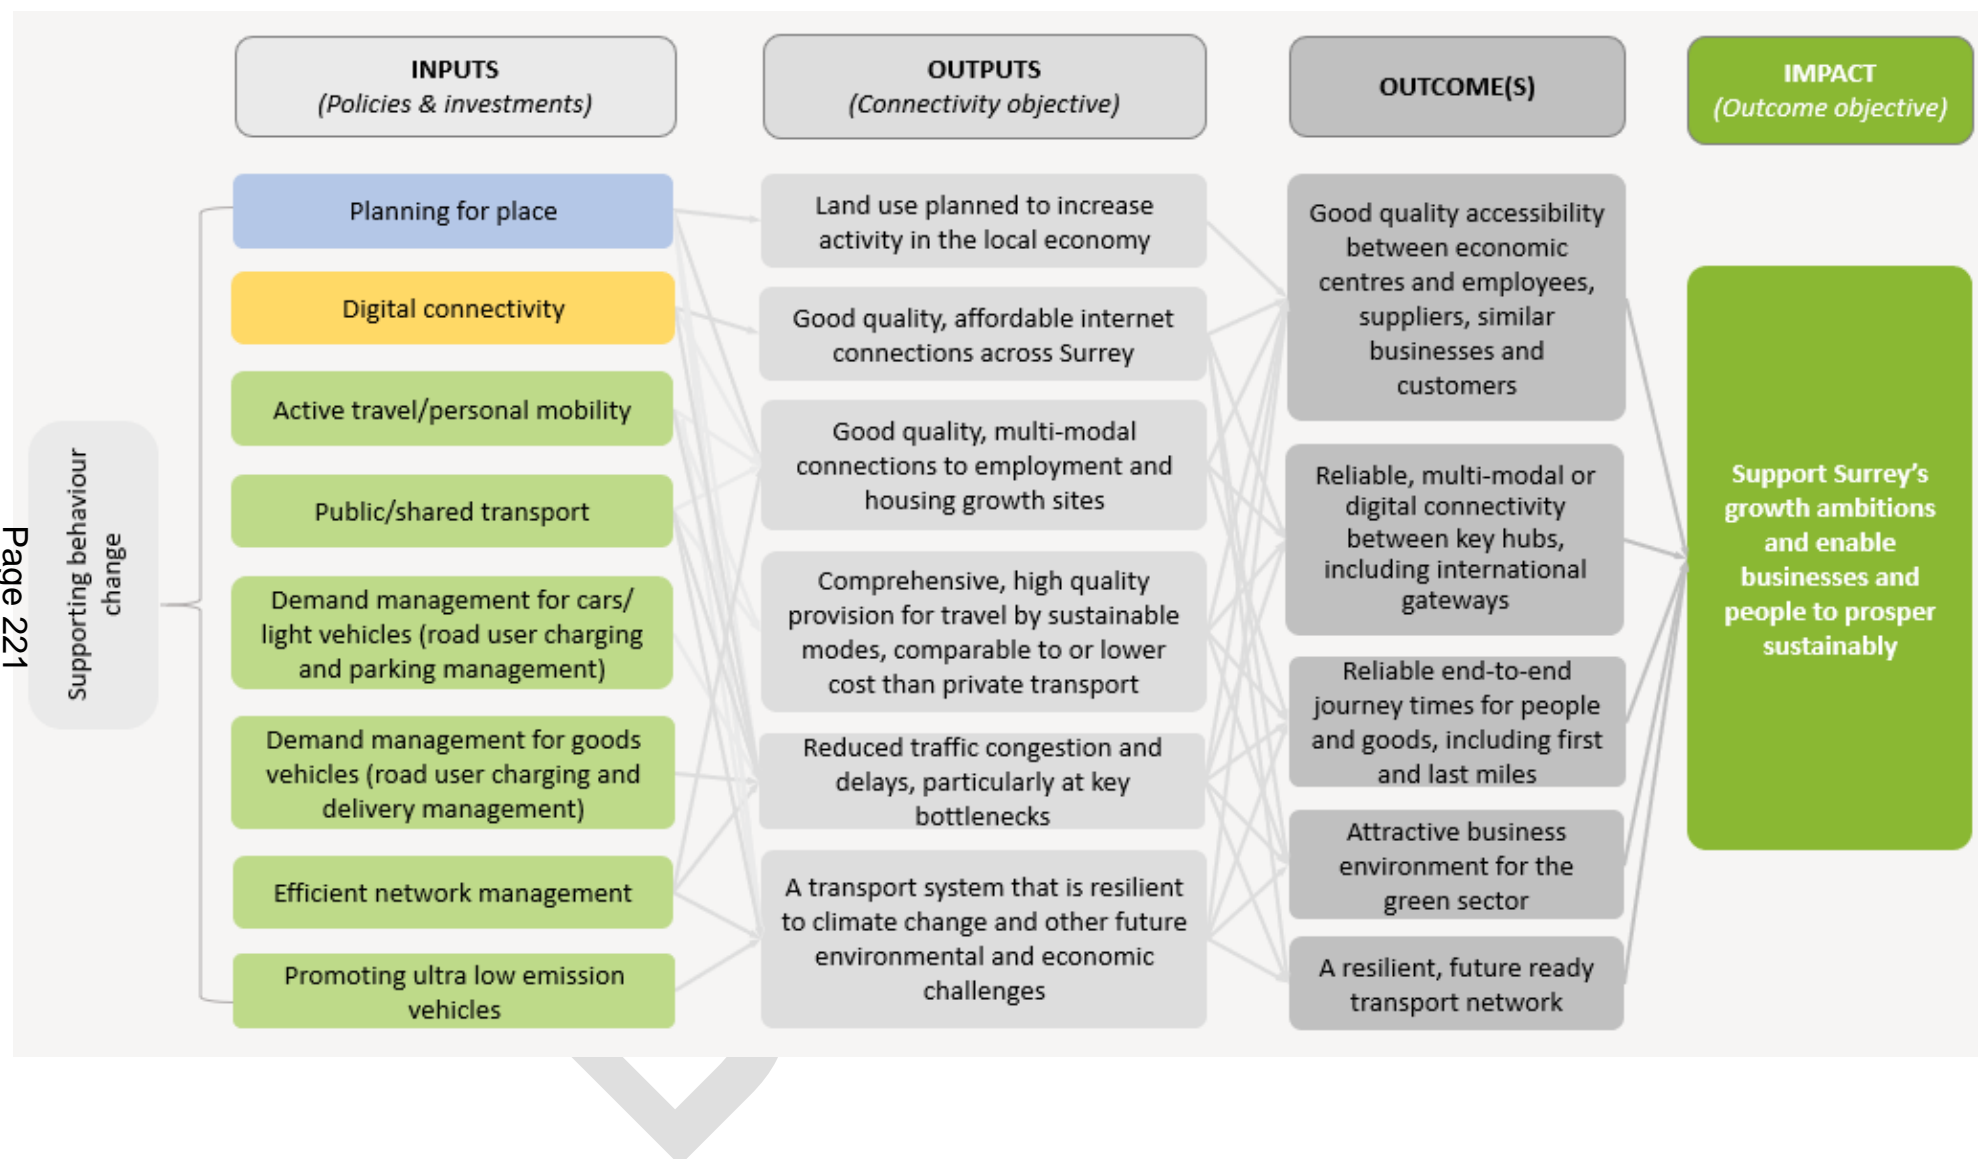 INPUTS
(Policies & investments)
OUTPUTS
(Connectivity objective)
OUTCOME(S)
IMPACT
(Outcome objective)
Page 221
Supporting behaviour
change
Planning for place
Digital connectivity
Active travel/personal mobility
Public/shared transport
Demand management for cars/
light vehicles (road user charging
and parking management)
Demand management for goods
vehicles (road user charging and
delivery management)
Efficient network management
Promoting ultra low emission
vehicles
Land use planned to increase
activity in the local economy
Good quality, affordable internet
connections across Surrey
Good quality, multi-modal
connections to employment and
housing growth sites
Comprehensive, high quality
provision for travel by sustainable
modes, comparable to or lower
cost than private transport
Reduced traffic congestion and
delays, particularly at key
bottlenecks
A transport system that is resilient
to climate change and other future
environmental and economic
challenges
Good quality accessibility
between economic
centres and employees,
suppliers, similar
businesses and
customers
Reliable, multi-modal or
digital connectivity
between key hubs,
including international
gateways
Reliable end-to-end
journey times for people
and goods, including first
and last miles
Attractive business
environment for the
green sector
A resilient, future ready
transport network
Support Surrey’s
growth ambitions
and enable
businesses and
people to prosper
sustainably